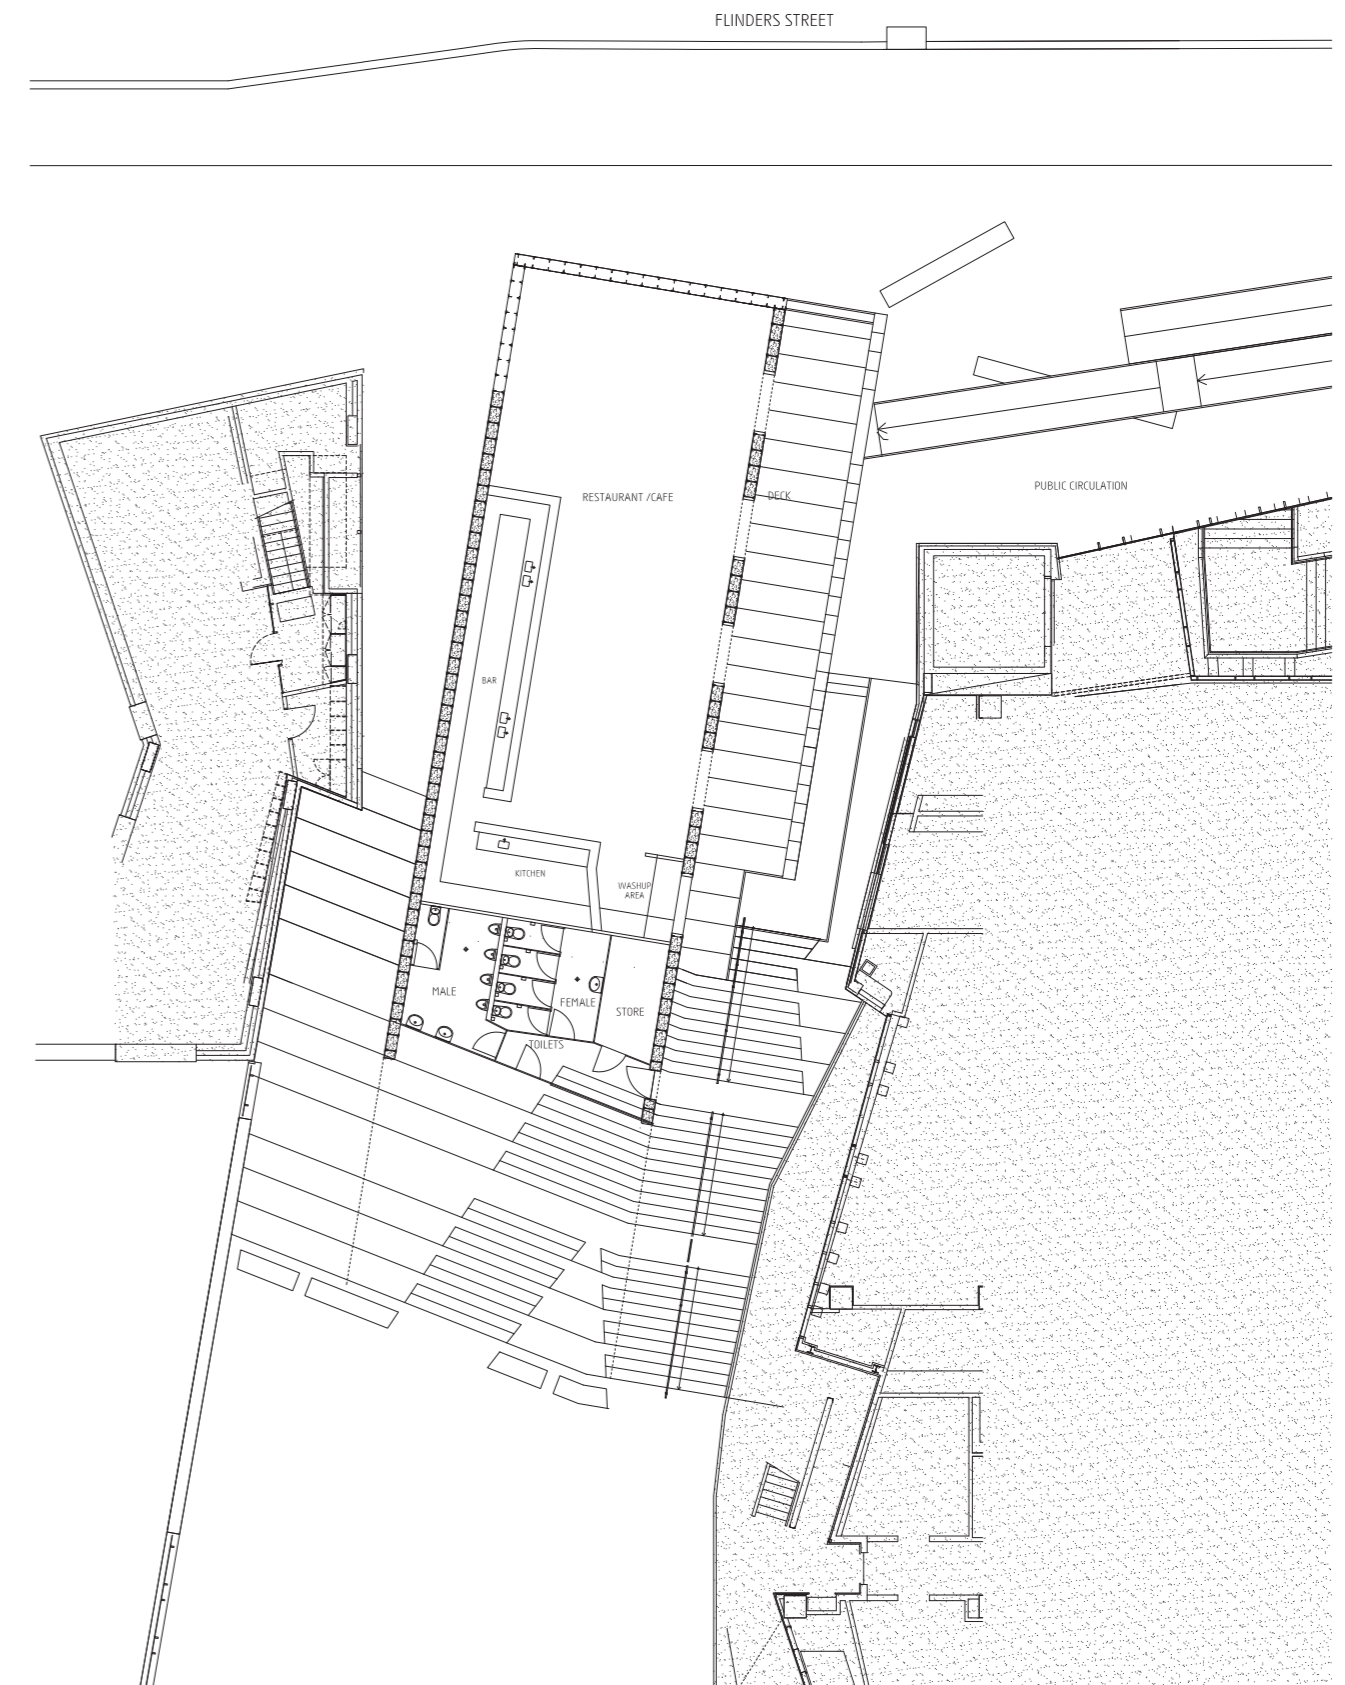 FLINDERS STREET
PUBLIC CIRCULATION
RESTAURANT /CAFE
DECK
BAR
KITCHEN
WASHUP
AREA
MALE
FEMALE
STORE
TOILETS